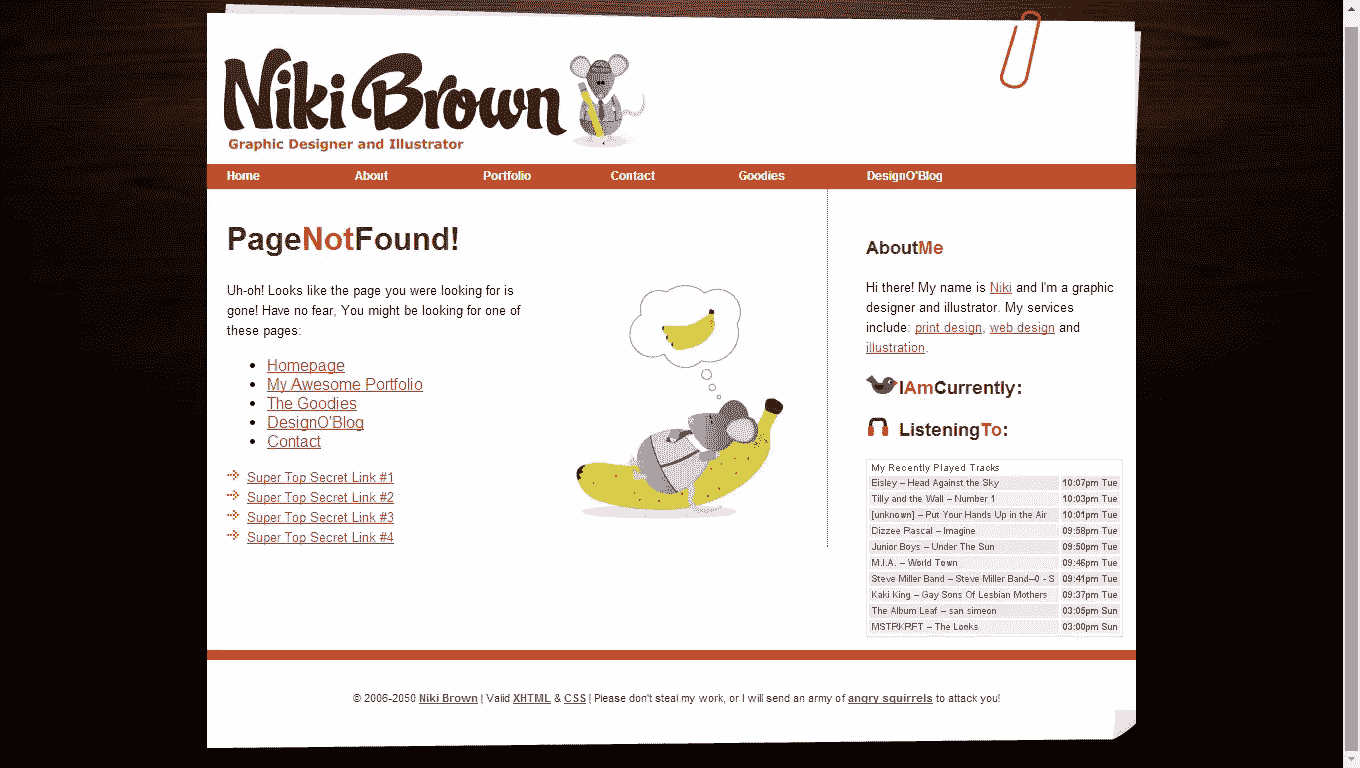 Niki Brown
Graphic Designer and Illustrator
Home About Portfolio Contact Goodies DesignO'Blog
PageNotFound!
Uh-oh! Looks like the page you were looking for is
gone! Have no fear, You might be looking for one of
these pages:
Homepage
My Awesome Portfolio
The Goodies
DesignO'Blog
Contact
Super Top Secret Link #1
Super Top Secret Link #2
Super Top Secret Link #3
Super Top Secret Link #4
AboutMe
Hi there! My name is Niki and I'm a graphic
designer and illustrator. My services
include: print design, web design and
illustration.
IAmCurrently:
ListeningTo:
My Recently Played Tracks
Eisley – Head Against the Sky 10:07pm Tue
Tilly and the Wall – Number 1 10:03pm Tue
[unknown] – Put Your Hands Up in the Air 10:01pm Tue
Dizzee Rascal – Imagine 09:58pm Tue
Junior Boys – Under The Sun 09:50pm Tue
M.I.A. – World Town 09:46pm Tue
Steve Miller Band – Steve Miller Band–0 - S 09:41pm Tue
Kaki King – Gay Sons Of Lesbian Mothers 09:37pm Tue
The Album Leaf – san simeon 03:05pm Sun
MSTRKRFT – The Looks 03:00pm Sun
© 2006-2050 Niki Brown | Valid XHTML & CSS | Please don't steal my work, or I will send an army of angry squirrels to attack you!